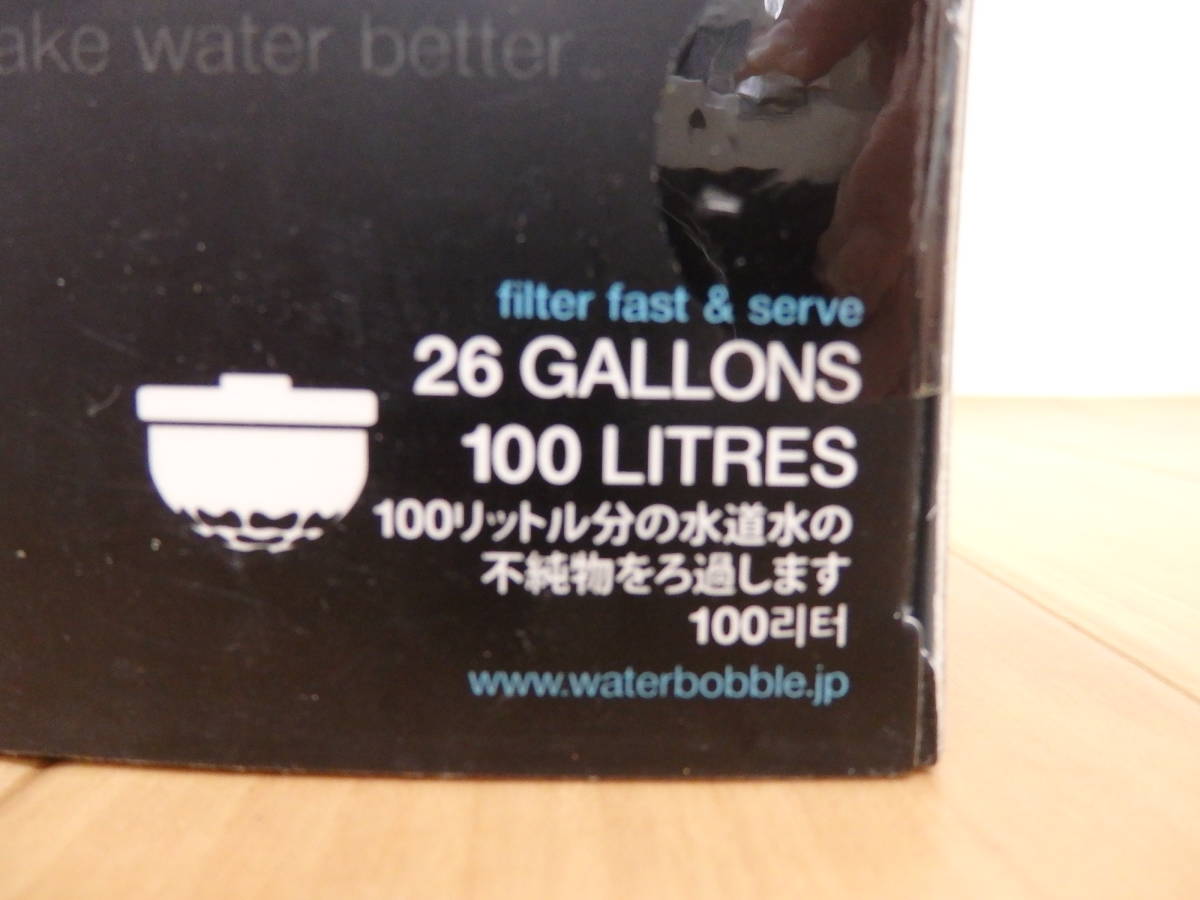 ake water better
filter fast & serve
26 GALLONS
100 LITRES
100リットル分の水道水の
不純物をろ過します
100리터
www.waterbobble.jp